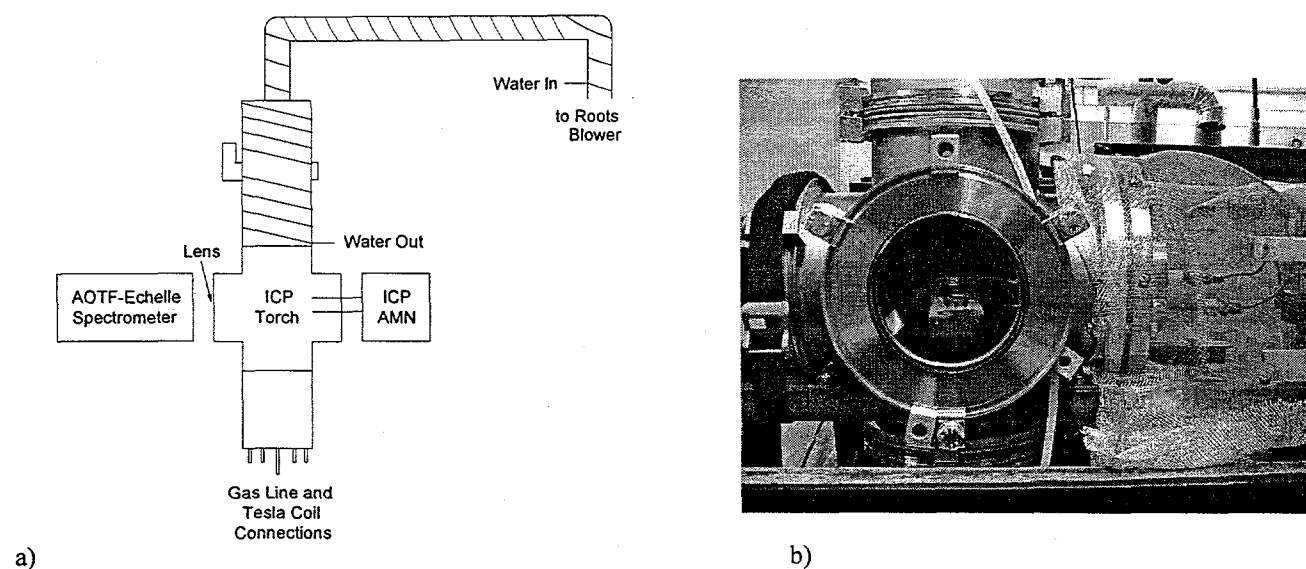 Water In
to Roots
Blower
Water Out
Lens
AOTF-Echelle
Spectrometer
ICP
Torch
ICP
AMN
Gas Line and
Tesla Coil
Connections
a)
b)